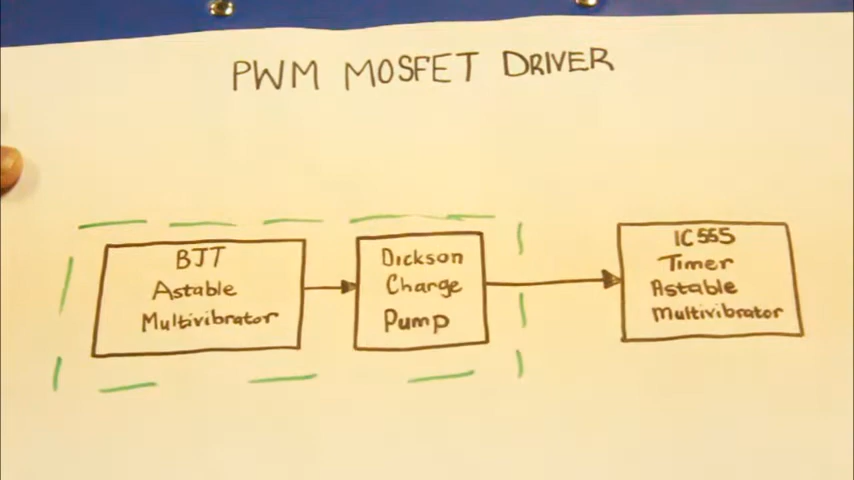 PWM MOSFET DRIVER
BJT
Astable
Multivibrator
Dickson
Charge
Pump
IC555
Timer
Astable
Multivibrator